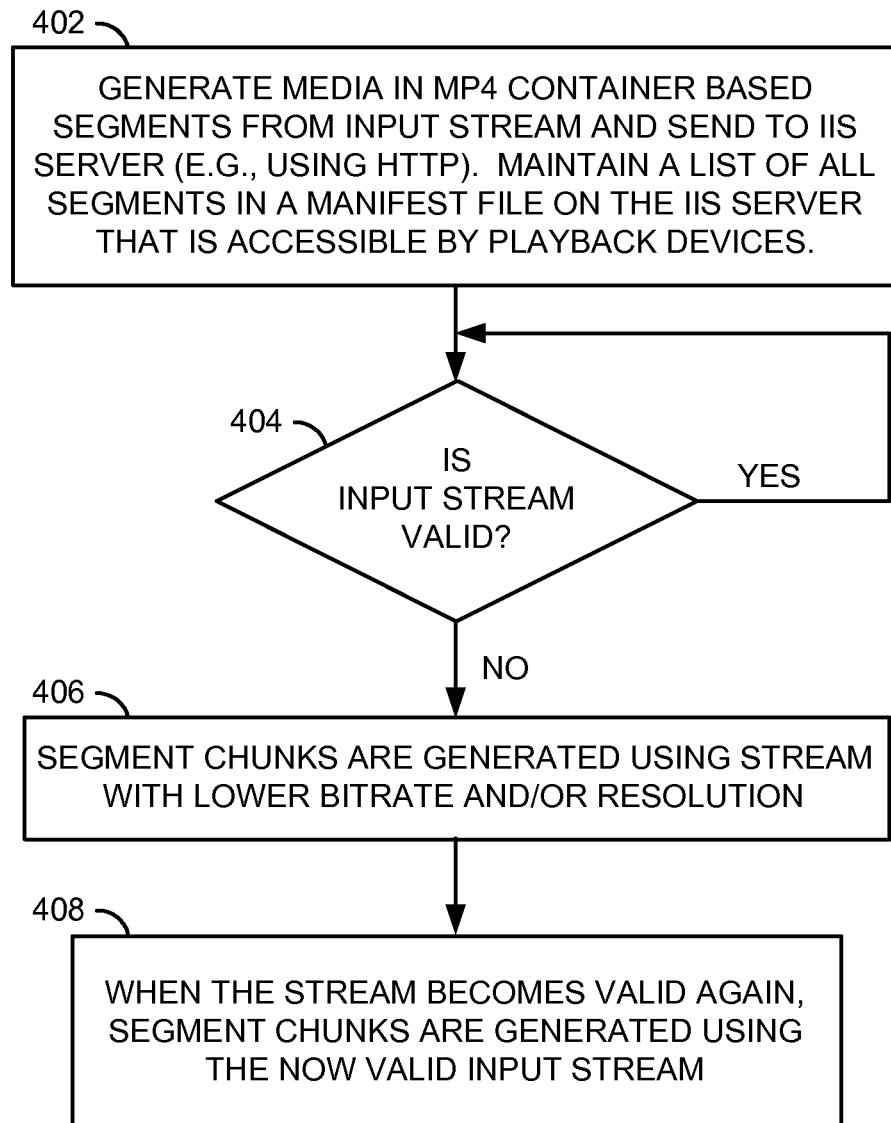 402
GENERATE MEDIA IN MP4 CONTAINER BASED
SEGMENTS FROM INPUT STREAM AND SEND TO IIS
SERVER (E.G., USING HTTP). MAINTAIN A LIST OF ALL
SEGMENTS IN A MANIFEST FILE ON THE IIS SERVER
THAT IS ACCESSIBLE BY PLAYBACK DEVICES.
404
IS
INPUT STREAM
VALID?
YES
NO
406
SEGMENT CHUNKS ARE GENERATED USING STREAM
WITH LOWER BITRATE AND/OR RESOLUTION
408
WHEN THE STREAM BECOMES VALID AGAIN,
SEGMENT CHUNKS ARE GENERATED USING
THE NOW VALID INPUT STREAM